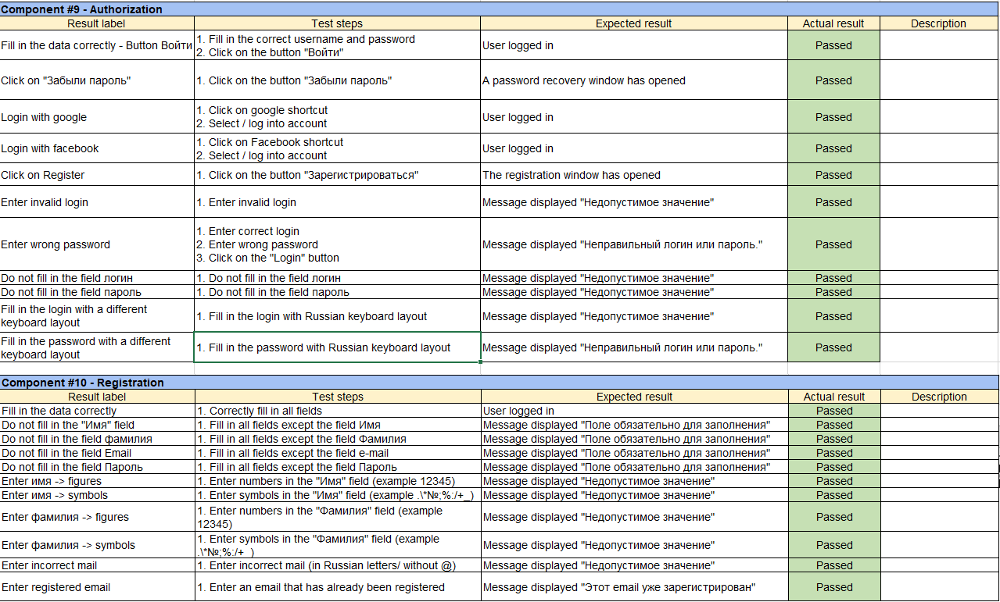 Component #9 - Authorization
Result label Test steps Expected result Actual result Description
Fill in the data correctly - Button Войти 1. Fill in the correct username and password
2. Click on the button "Войти" User logged in Passed
Click on "Забыли пароль" 1. Click on the button "Забыли пароль" A password recovery window has opened Passed
Login with google 1. Click on google shortcut
2. Select / log into account User logged in Passed
Login with facebook 1. Click on Facebook shortcut
2. Select / log into account User logged in Passed
Click on Register 1. Click on the button "Зарегистрироваться" The registration window has opened Passed
Enter invalid login 1. Enter invalid login Message displayed "Недопустимое значение" Passed
Enter wrong password 1. Enter correct login
2. Enter wrong password
3. Click on the "Login" button Message displayed "Неправильный логин или пароль." Passed
Do not fill in the field логин 1. Do not fill in the field логин Message displayed "Недопустимое значение" Passed
Do not fill in the field пароль 1. Do not fill in the field пароль Message displayed "Недопустимое значение" Passed
Fill in the login with a different
keyboard layout 1. Fill in the login with Russian keyboard layout Message displayed "Недопустимое значение" Passed
Fill in the password with a different
keyboard layout 1. Fill in the password with Russian keyboard layout Message displayed "Неправильный логин или пароль." Passed
Component #10 - Registration
Result label Test steps Expected result Actual result Description
Fill in the data correctly 1. Correctly fill in all fields User logged in Passed
Do not fill in the "Имя" field 1. Fill in all fields except the field Имя Message displayed "Поле обязательно для заполнения" Passed
Do not fill in the field фамилия 1. Fill in all fields except the field Фамилия Message displayed "Поле обязательно для заполнения" Passed
Do not fill in the field Email 1. Fill in all fields except the field e-mail Message displayed "Поле обязательно для заполнения" Passed
Do not fill in the field Пароль 1. Fill in all fields except the field Пароль Message displayed "Поле обязательно для заполнения" Passed
Enter имя -> figures 1. Enter numbers in the "Имя" field (example 12345) Message displayed "Недопустимое значение" Passed
Enter имя -> symbols 1. Enter symbols in the "Имя" field (example .\*№;%:/+_) Message displayed "Недопустимое значение" Passed
Enter фамилия -> figures 1. Enter numbers in the "Фамилия" field (example
12345) Message displayed "Недопустимое значение" Passed
Enter фамилия -> symbols 1. Enter symbols in the "Фамилия" field (example
.\*№;%:/+_) Message displayed "Недопустимое значение" Passed
Enter incorrect mail 1. Enter incorrect mail (in Russian letters/ without @) Message displayed "Недопустимое значение" Passed
Enter registered email 1. Enter an email that has already been registered Message displayed "Этот email уже зарегистрирован" Passed